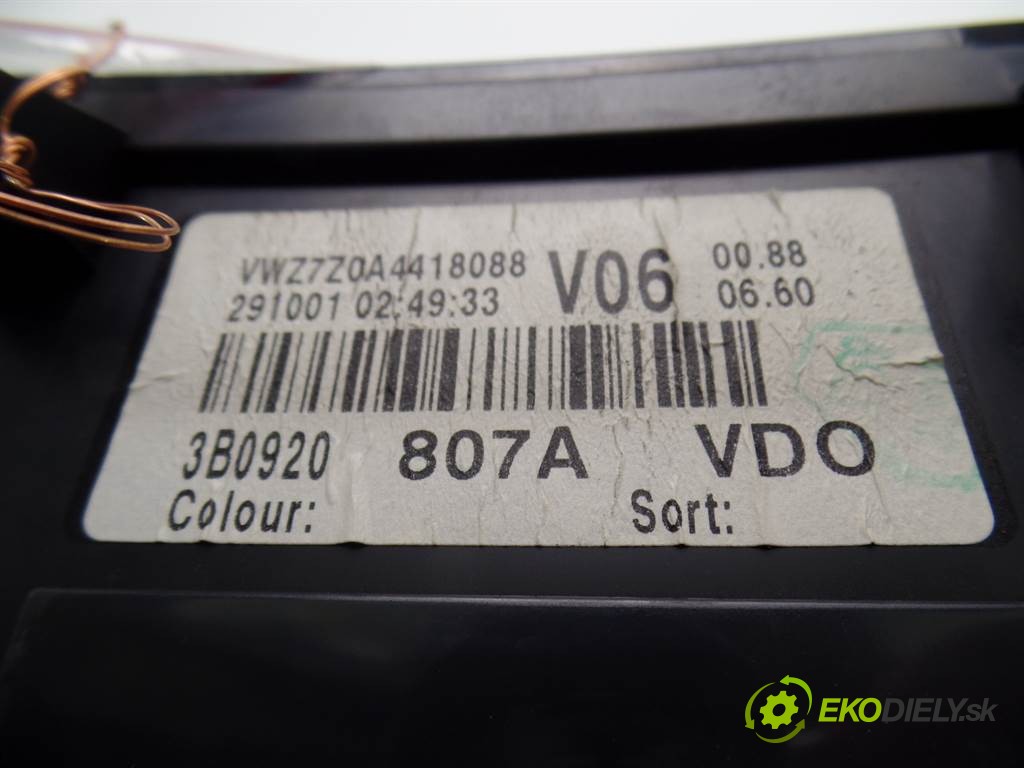 VWZ7Z0A4418088 V06 00.88
291001 02:49:33 06.60
3B0920 807A VDO
Colour: Sort:
EKODIELY.sk